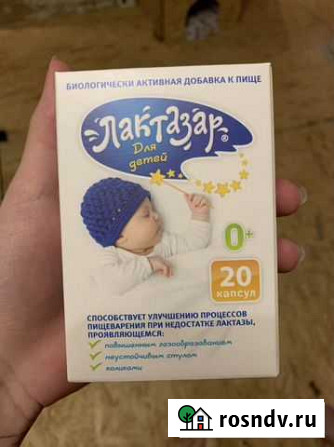 БИОЛОГИЧЕСКИ АКТИВНАЯ ДОБАВКА К ПИЩЕ
Лактазар®
Для
детей
0+
20
капсул
СПОСОБСТВУЕТ УЛУЧШЕНИЮ ПРОЦЕССОВ
ПИЩЕВАРЕНИЯ ПРИ НЕДОСТАТКЕ ЛАКТАЗЫ,
ПРОЯВЛЯЮЩЕМСЯ:
повышенным газообразованием
неустойчивым стулом
коликами
rosndv.ru